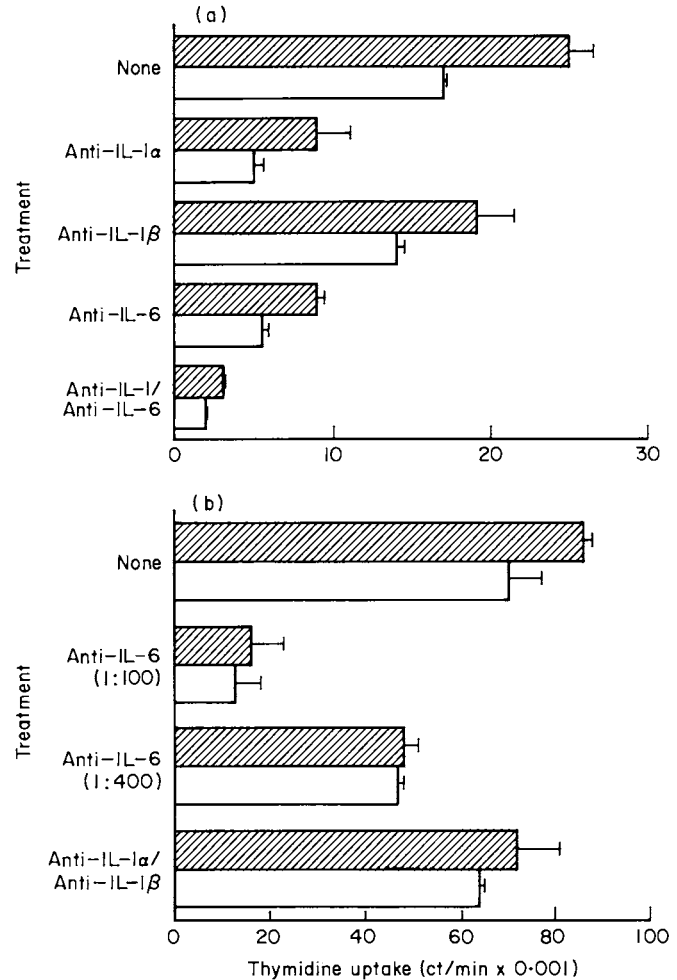 (a)
None
Anti-IL-1α
Anti-IL-1β
Anti-IL-6
Anti-IL-1/
Anti-IL-6
Treatment
0 10 20 30
(b)
None
Anti-IL-6
(1:100)
Anti-IL-6
(1:400)
Anti-IL-1α/
Anti-IL-1β
Treatment
0 20 40 60 80 100
Thymidine uptake (ct/min x 0·001)